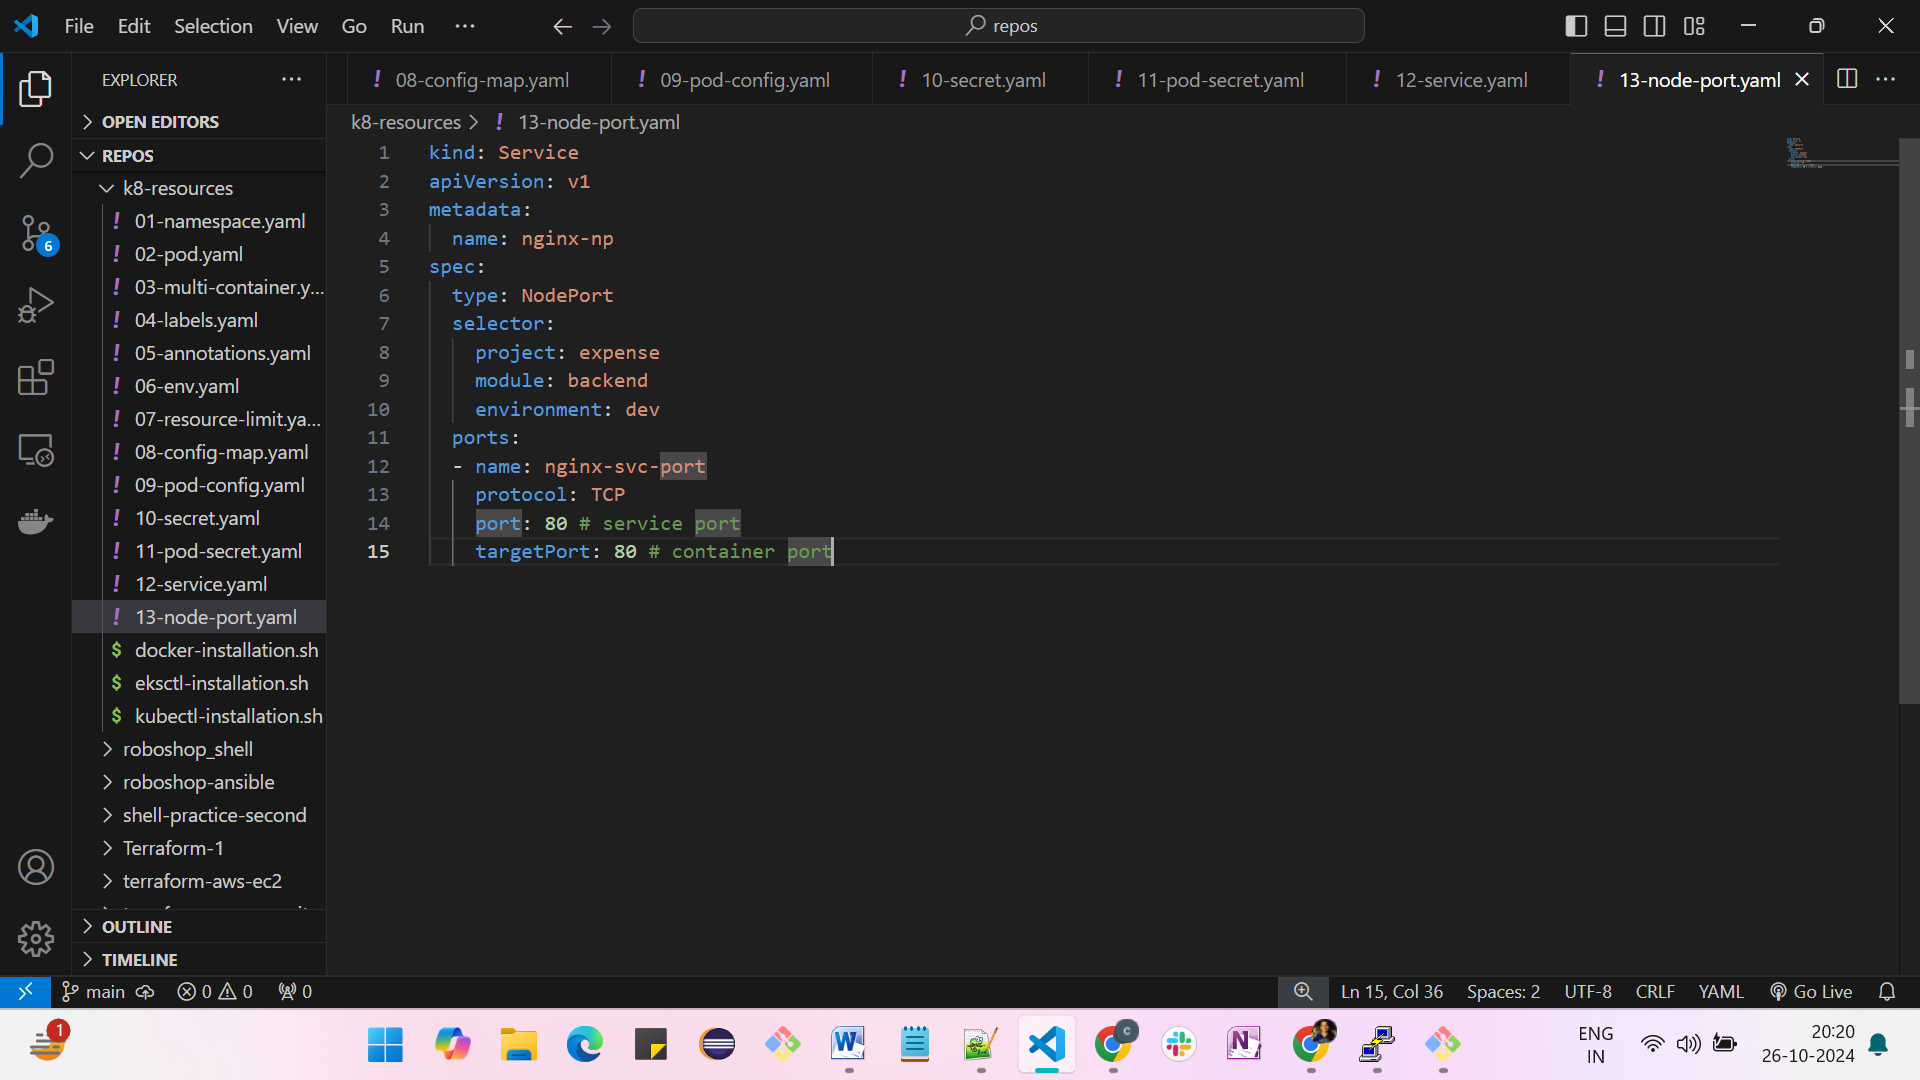 File Edit Selection View Go Run ··· repos
EXPLORER ···
OPEN EDITORS
REPOS
k8-resources
! 01-namespace.yaml
! 02-pod.yaml
! 03-multi-container.y...
! 04-labels.yaml
! 05-annotations.yaml
! 06-env.yaml
! 07-resource-limit.ya...
! 08-config-map.yaml
! 09-pod-config.yaml
! 10-secret.yaml
! 11-pod-secret.yaml
! 12-service.yaml
! 13-node-port.yaml
$ docker-installation.sh
$ eksctl-installation.sh
$ kubectl-installation.sh
roboshop_shell
roboshop-ansible
shell-practice-second
Terraform-1
terraform-aws-ec2
OUTLINE
TIMELINE
6
! 08-config-map.yaml ! 09-pod-config.yaml ! 10-secret.yaml ! 11-pod-secret.yaml ! 12-service.yaml ! 13-node-port.yaml
k8-resources > ! 13-node-port.yaml
1 kind: Service
2 apiVersion: v1
3 metadata:
4 name: nginx-np
5 spec:
6 type: NodePort
7 selector:
8 project: expense
9 module: backend
10 environment: dev
11 ports:
12 - name: nginx-svc-port
13 protocol: TCP
14 port: 80 # service port
15 targetPort: 80 # container port
main 0 0 0 Ln 15, Col 36 Spaces: 2 UTF-8 CRLF YAML Go Live
1
ENG
IN
20:20
26-10-2024